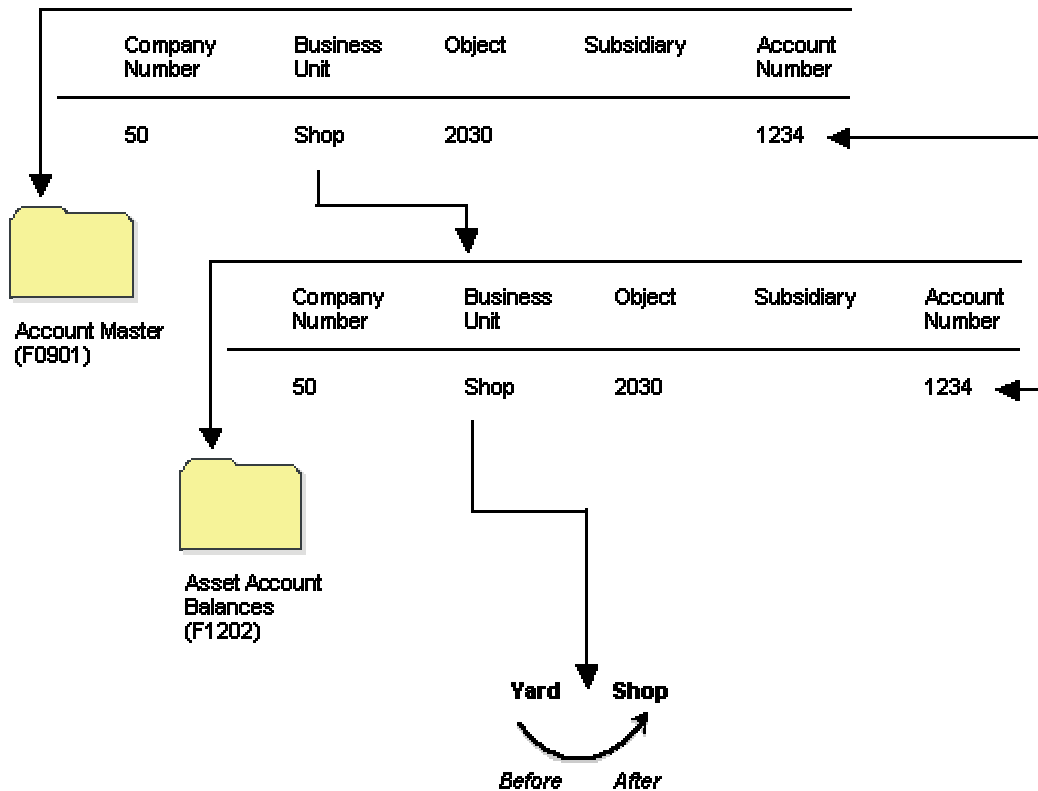 Company Number Business Unit Object Subsidiary Account Number
50 Shop 2030 1234
Account Master
(F0901)
Company Number Business Unit Object Subsidiary Account Number
50 Shop 2030 1234
Asset Account
Balances
(F1202)
Yard Shop
Before After